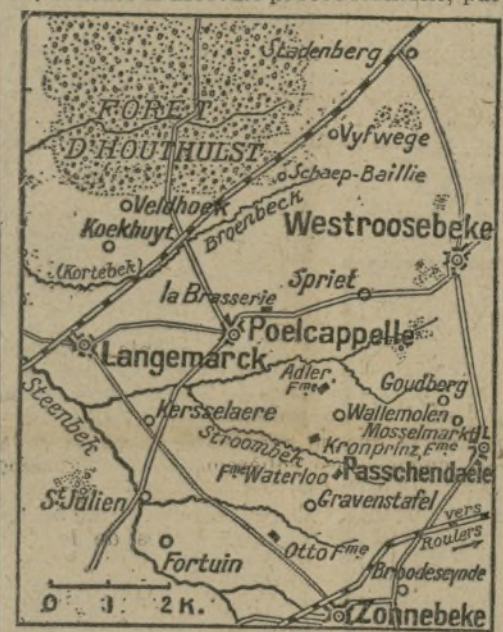 Stadenberg
FORET
D'HOUTHULST
Vyfwege
Schaep-Baillie
Veldhoek
Koekhuyt
Broenbeck
Westroosebeke
(Kortebek)
Spriet
la Brasserie
Poelcappelle
Langemarck
Adler
Fme
Goudberg
Steenbek
Kersselaere
Wallemolen
Mosselmarkt
Stroombek
Kronprinz Fme
Fme Waterloo
Passchendaele
St Julien
Gravenstafel
vers
Roulers
Otto Fme
Fortuin
Broodeseynde
0 1 2 K.
Zonnebeke